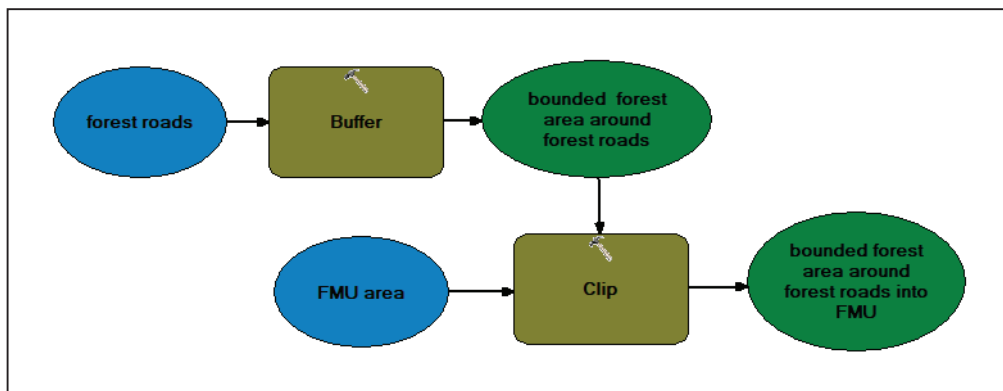 forest roads
Buffer
bounded forest
area around
forest roads
FMU area
Clip
bounded forest
area around
forest roads into
FMU